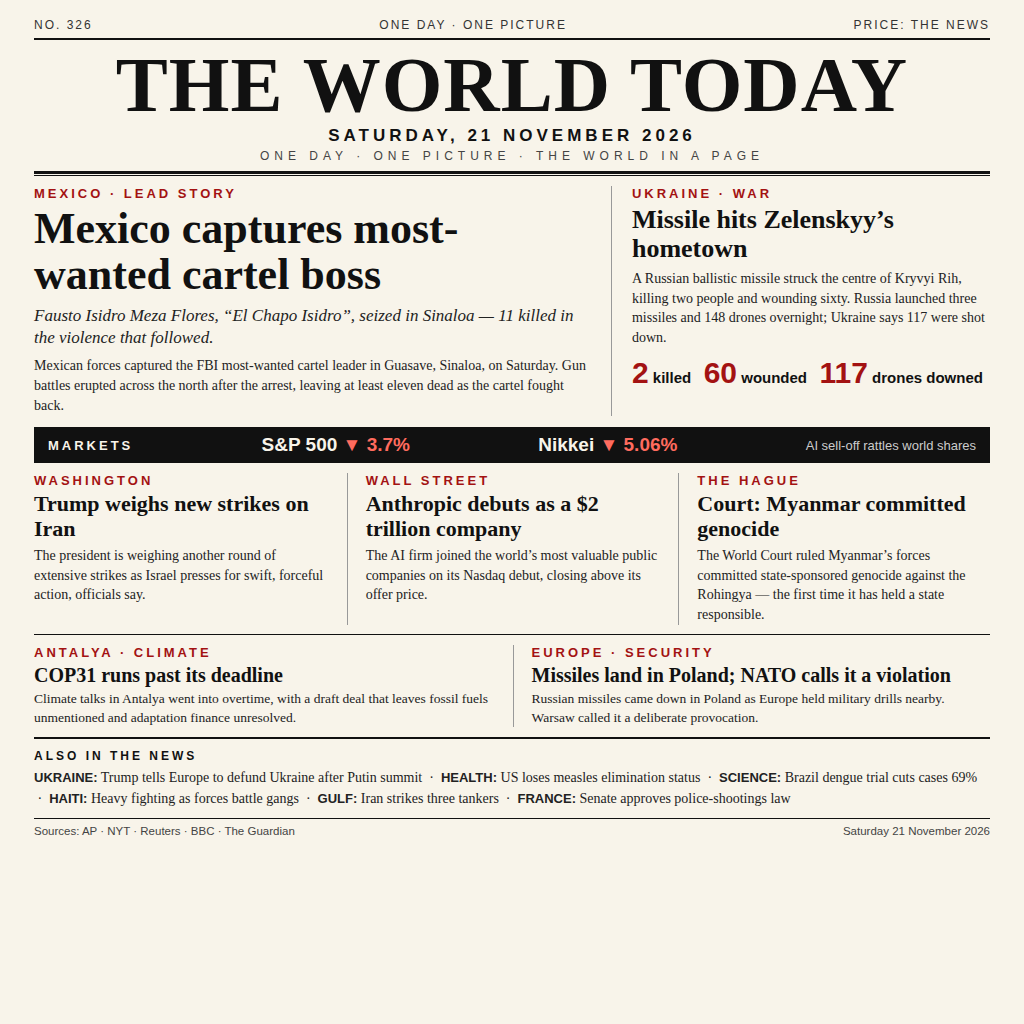 NO. 326
ONE DAY · ONE PICTURE
PRICE: THE NEWS
THE WORLD TODAY
SATURDAY, 21 NOVEMBER 2026
ONE DAY · ONE PICTURE · THE WORLD IN A PAGE
MEXICO · LEAD STORY
Mexico captures most-
wanted cartel boss
Fausto Isidro Meza Flores, “El Chapo Isidro”, seized in Sinaloa — 11 killed in
the violence that followed.
Mexican forces captured the FBI most-wanted cartel leader in Guasave, Sinaloa, on Saturday. Gun
battles erupted across the north after the arrest, leaving at least eleven dead as the cartel fought
back.
UKRAINE · WAR
Missile hits Zelenskyy’s
hometown
A Russian ballistic missile struck the centre of Kryvyi Rih,
killing two people and wounding sixty. Russia launched three
missiles and 148 drones overnight; Ukraine says 117 were shot
down.
2 killed 60 wounded 117 drones downed
MARKETS S&P 500 ▼ 3.7% Nikkei ▼ 5.06% AI sell-off rattles world shares
WASHINGTON
Trump weighs new strikes on
Iran
The president is weighing another round of
extensive strikes as Israel presses for swift, forceful
action, officials say.
WALL STREET
Anthropic debuts as a $2
trillion company
The AI firm joined the world’s most valuable public
companies on its Nasdaq debut, closing above its
offer price.
THE HAGUE
Court: Myanmar committed
genocide
The World Court ruled Myanmar’s forces
committed state-sponsored genocide against the
Rohingya — the first time it has held a state
responsible.
ANTALYA · CLIMATE
COP31 runs past its deadline
Climate talks in Antalya went into overtime, with a draft deal that leaves fossil fuels
unmentioned and adaptation finance unresolved.
EUROPE · SECURITY
Missiles land in Poland; NATO calls it a violation
Russian missiles came down in Poland as Europe held military drills nearby.
Warsaw called it a deliberate provocation.
ALSO IN THE NEWS
UKRAINE: Trump tells Europe to defund Ukraine after Putin summit · HEALTH: US loses measles elimination status · SCIENCE: Brazil dengue trial cuts cases 69%
· HAITI: Heavy fighting as forces battle gangs · GULF: Iran strikes three tankers · FRANCE: Senate approves police-shootings law
Sources: AP · NYT · Reuters · BBC · The Guardian
Saturday 21 November 2026